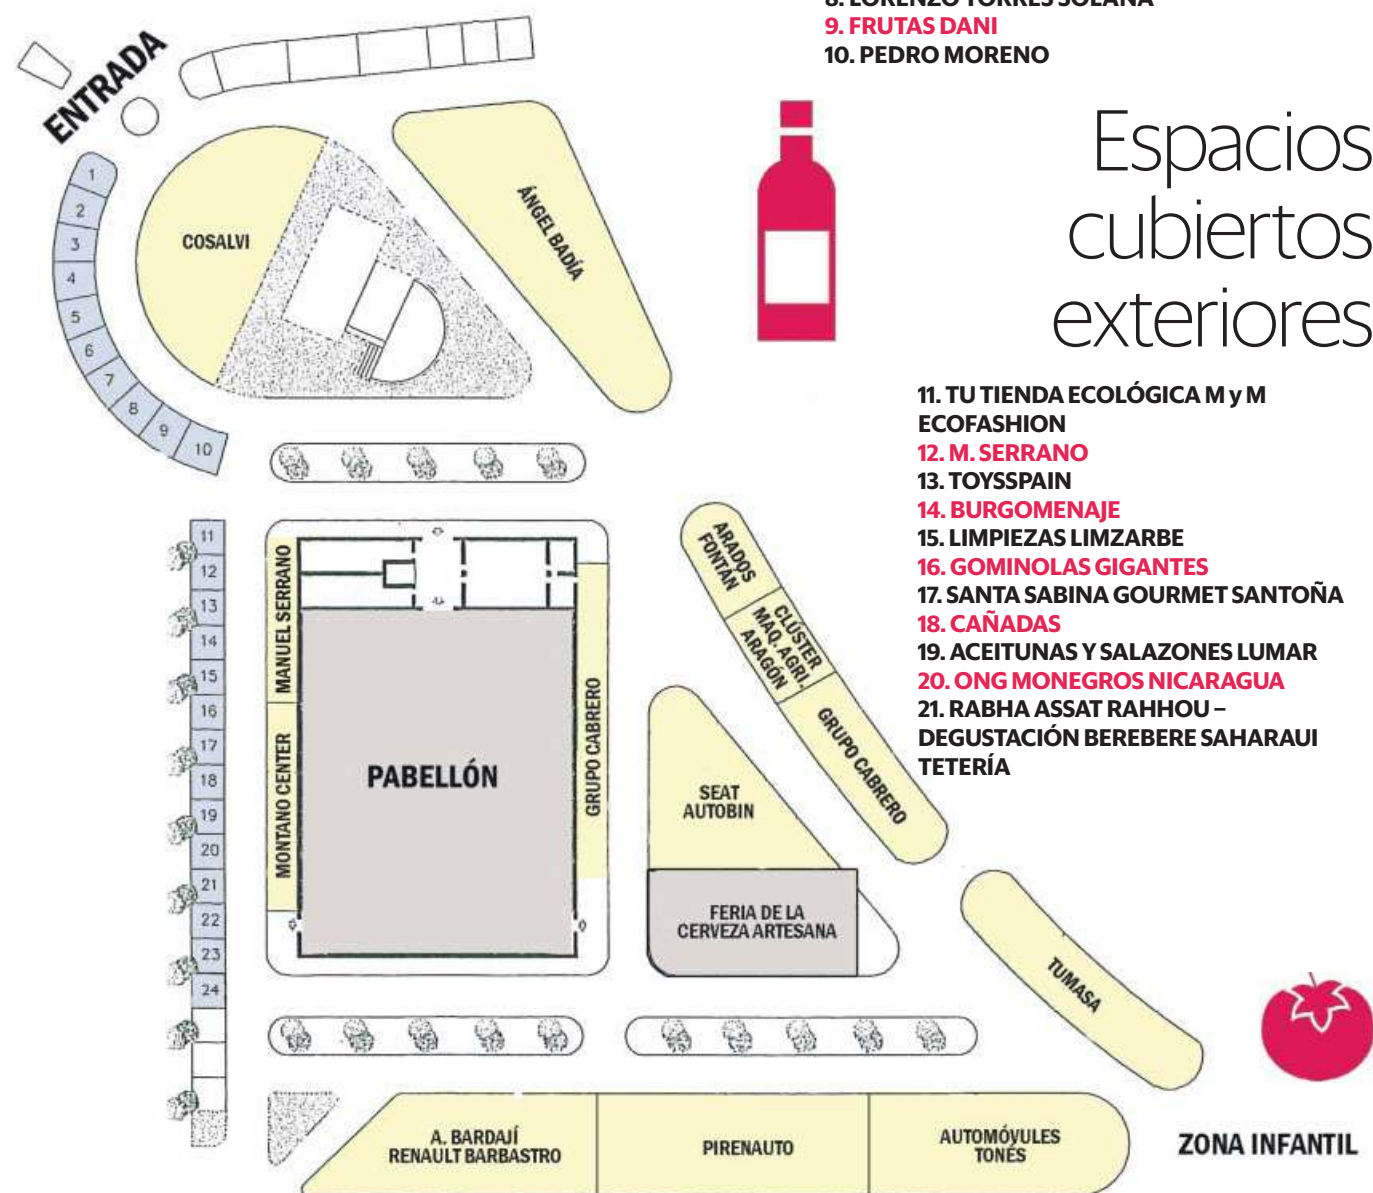 8. LORENZO TORRES SOLANA
9. FRUTAS DANI
10. PEDRO MORENO
ENTRADA
Espacios
cubiertos
exteriores
COSALVI
ÁNGEL BADÍA
1
2
3
4
5
6
7
8
9
10
11. TU TIENDA ECOLÓGICA M y M
ECOFASHION
12. M. SERRANO
13. TOYSSPAIN
14. BURGOMENAJE
15. LIMPIEZAS LIMZARBE
16. GOMINOLAS GIGANTES
17. SANTA SABINA GOURMET SANTOÑA
18. CAÑADAS
19. ACEITUNAS Y SALAZONES LUMAR
20. ONG MONEGROS NICARAGUA
21. RABHA ASSAT RAHHOU –
DEGUSTACIÓN BEREBERE SAHARAUI
TETERÍA
11
12
13
14
15
16
17
18
19
20
21
22
23
24
MANUEL SERRANO
MONTANO CENTER
PABELLÓN
GRUPO CABRERO
ARADOS
FONTÁN
CLÚSTER
MAQ. AGRI.
ARAGÓN
GRUPO CABRERO
SEAT
AUTOBIN
FERIA DE LA
CERVEZA ARTESANA
TUMASA
A. BARDAJÍ
RENAULT BARBASTRO
PIRENAUTO
AUTOMÓVULES
TONÉS
ZONA INFANTIL